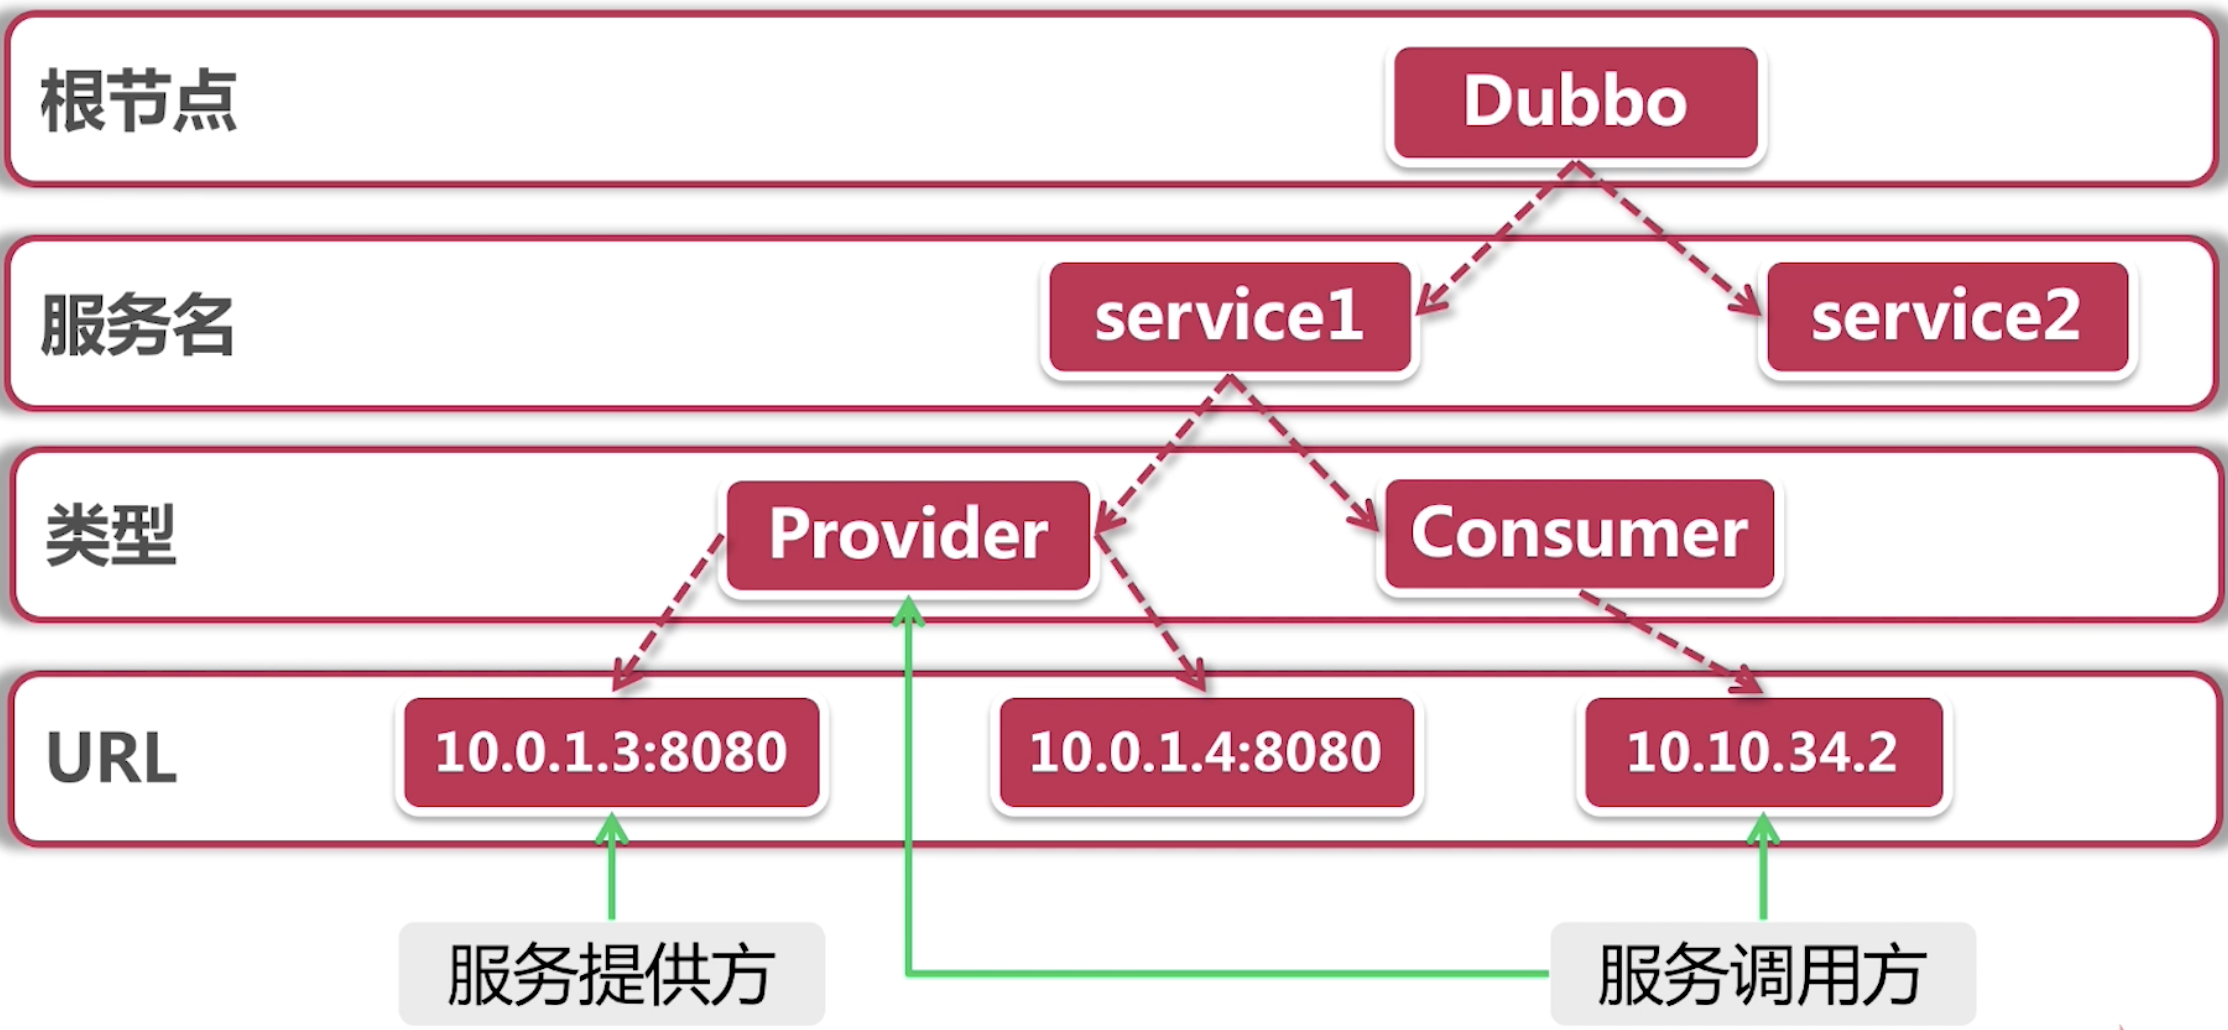 根节点
Dubbo
服务名
service1
service2
类型
Provider
Consumer
URL
10.0.1.3:8080
10.0.1.4:8080
10.10.34.2
服务提供方
服务调用方